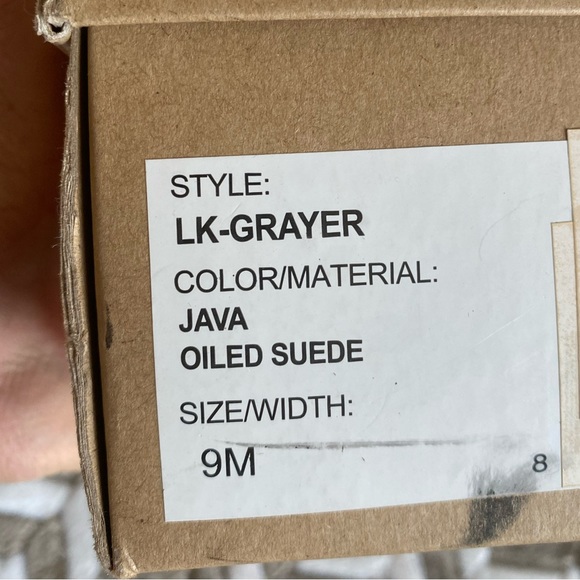 STYLE:
LK-GRAYER
COLOR/MATERIAL:
JAVA
OILED SUEDE
SIZE/WIDTH:
9M
8